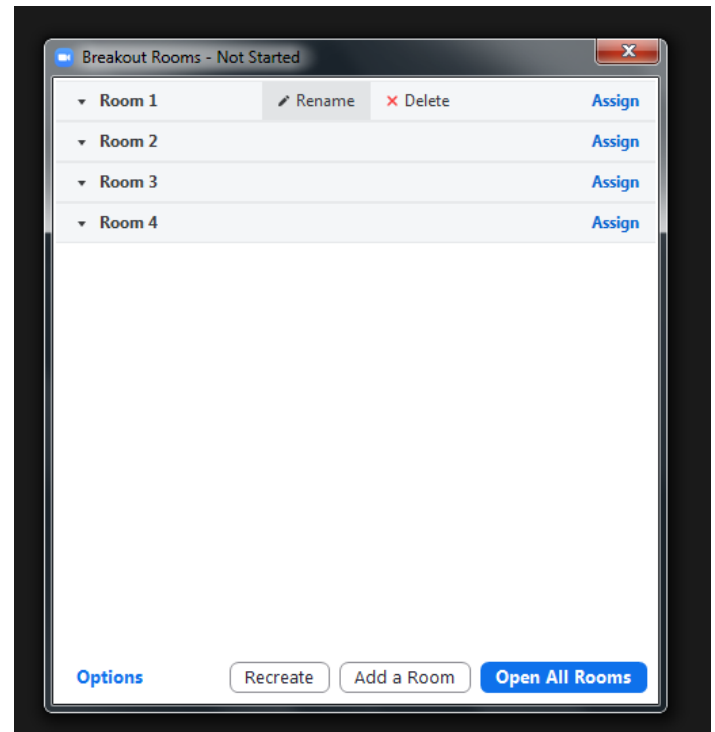 Breakout Rooms - Not Started
Room 1 Rename Delete Assign
Room 2 Assign
Room 3 Assign
Room 4 Assign
Options Recreate Add a Room Open All Rooms